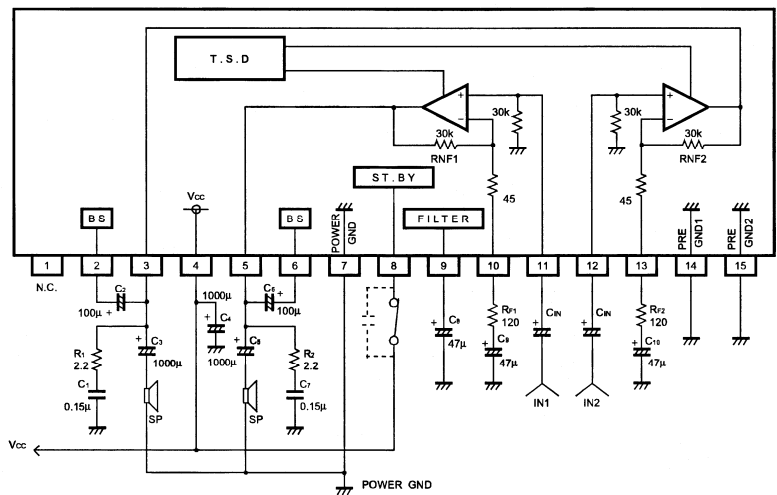 T.S.D
30k
30k
30k
RNF1
30k
RNF2
ST.BY
45
45
Vcc
BS
BS
POWER
GND
FILTER
PRE
GND1
PRE
GND2
1
2
3
4
5
6
7
8
9
10
11
12
13
14
15
N.C.
C2
100μ
1000μ
C4
C6
100μ
R1
2.2
C3
1000μ
1000μ
C5
R2
2.2
C8
47μ
RF1
120
C9
47μ
CIN
CIN
RF2
120
C10
47μ
C1
0.15μ
SP
SP
C7
0.15μ
IN1
IN2
Vcc
POWER GND